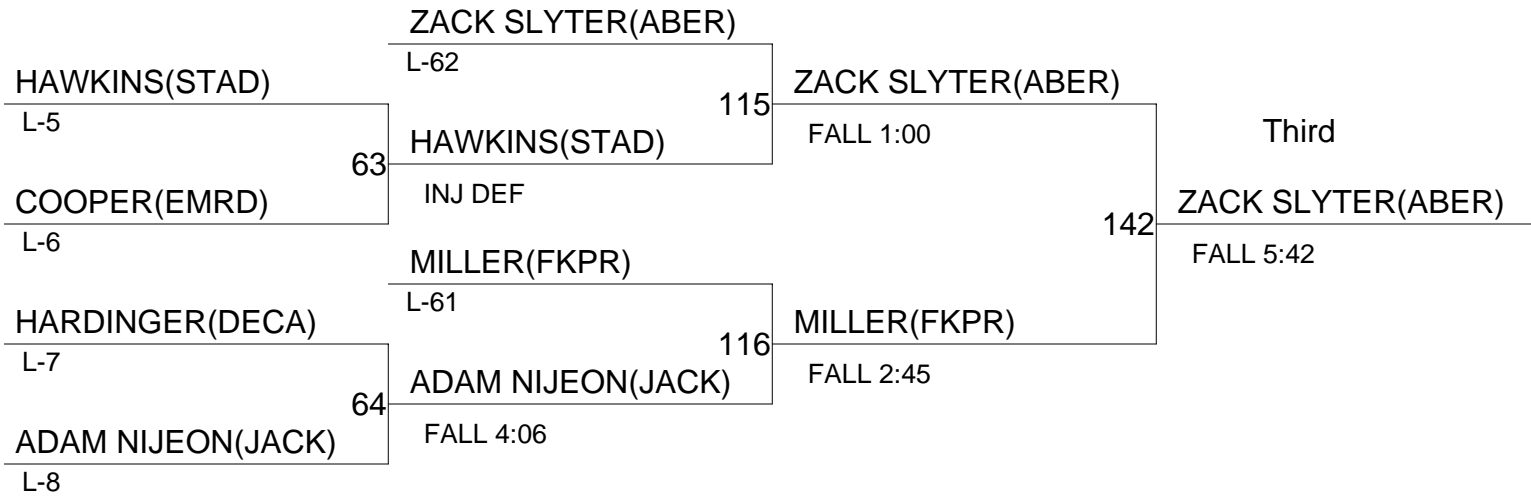 ZACK SLYTER(ABER)
L-62
HAWKINS(STAD)
L-5
115
ZACK SLYTER(ABER)
FALL 1:00
Third
63
HAWKINS(STAD)
INJ DEF
COOPER(EMRD)
L-6
142
ZACK SLYTER(ABER)
FALL 5:42
MILLER(FKPR)
L-61
HARDINGER(DECA)
L-7
116
MILLER(FKPR)
FALL 2:45
64
ADAM NIJEON(JACK)
FALL 4:06
ADAM NIJEON(JACK)
L-8